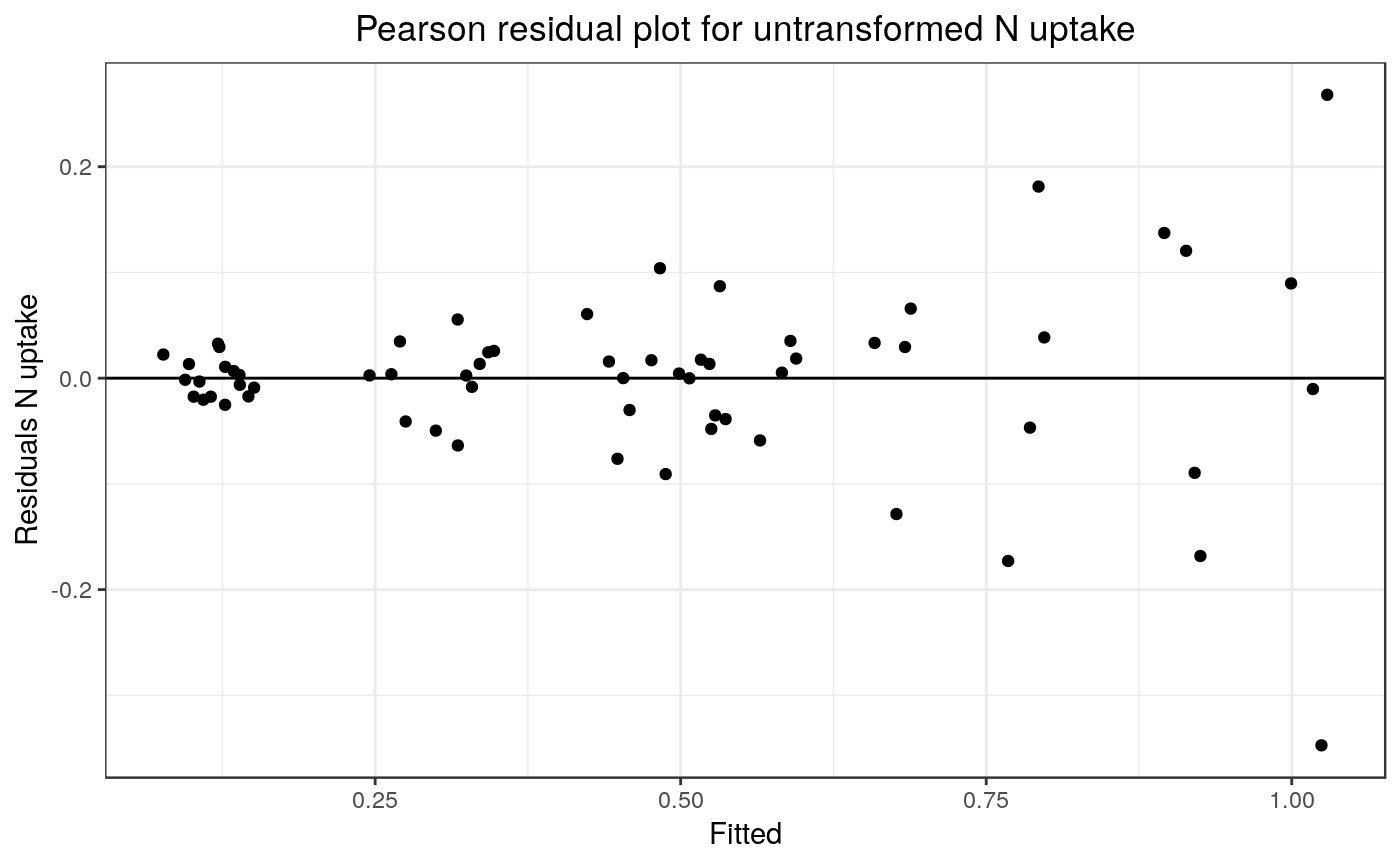 Pearson residual plot for untransformed N uptake
Residuals N uptake
0.2
0.0
-0.2
0.25 0.50 0.75 1.00
Fitted